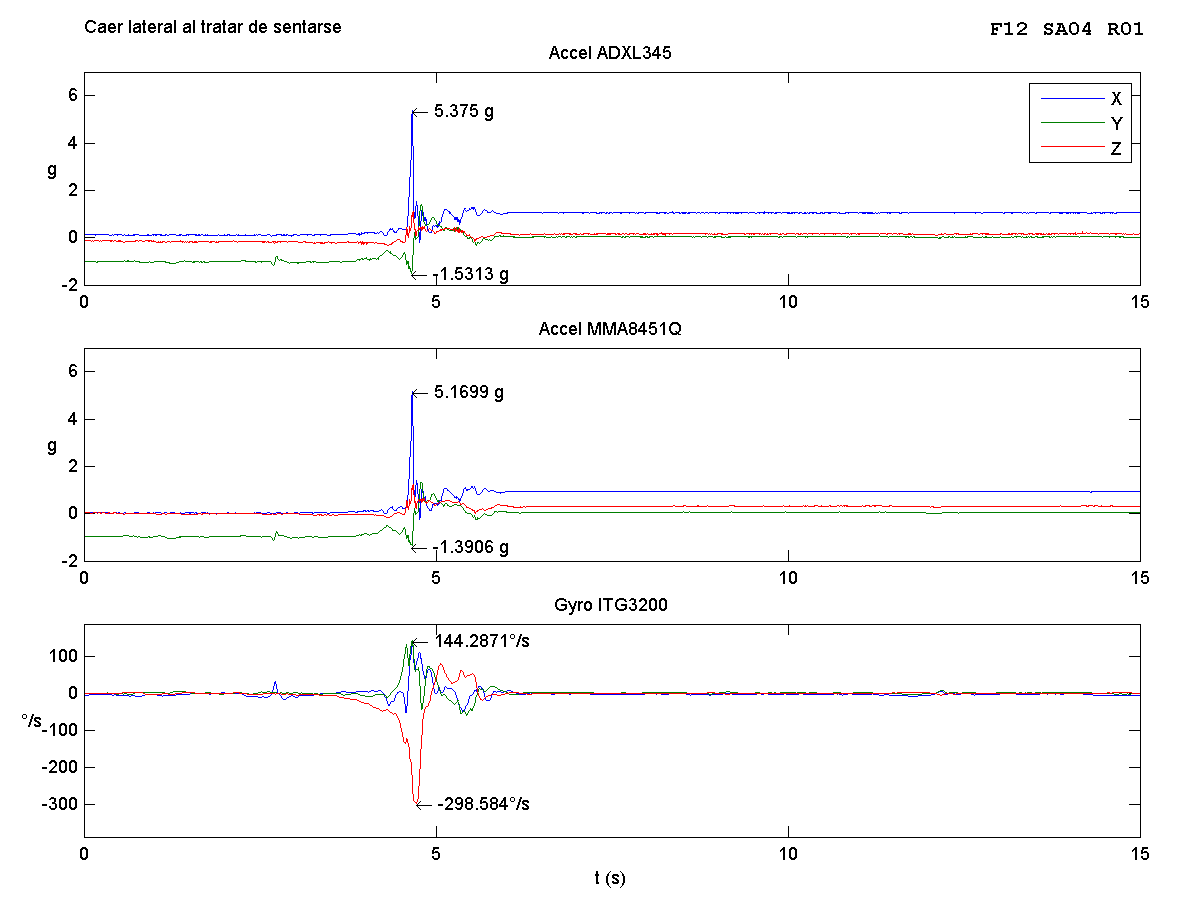 Caer lateral al tratar de sentarse
F12 SA04 R01
Accel ADXL345
6
4
2
0
-2
g
5.375 g
-1.5313 g
X
Y
Z
0 5 10 15
Accel MMA8451Q
6
4
2
0
-2
g
5.1699 g
-1.3906 g
0 5 10 15
Gyro ITG3200
100
0
-100
-200
-300
°/s
144.2871°/s
-298.584°/s
0 5 10 15
t (s)